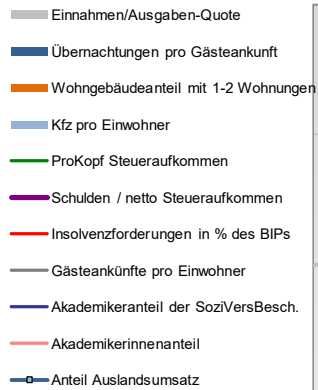 Einnahmen/Ausgaben-Quote
Übernachtungen pro Gästeankunft
Wohngebäudeanteil mit 1-2 Wohnungen
Kfz pro Einwohner
ProKopf Steueraufkommen
Schulden / netto Steueraufkommen
Insolvenzforderungen in % des BIPs
Gästeankünfte pro Einwohner
Akademikeranteil der SoziVersBesch.
Akademikerinnenanteil
Anteil Auslandsumsatz